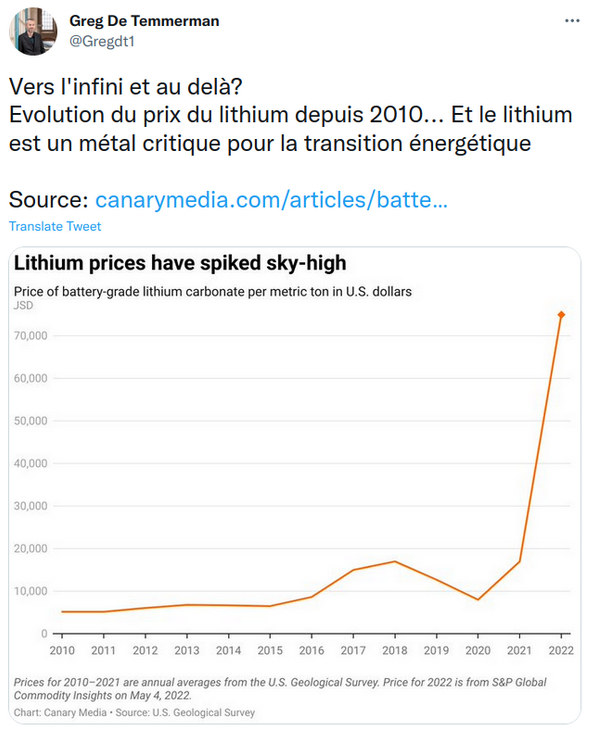 Greg De Temmerman
@Gregdt1
Vers l'infini et au delà?
Evolution du prix du lithium depuis 2010... Et le lithium
est un métal critique pour la transition énergétique
Source: canarymedia.com/articles/batte...
Translate Tweet
Lithium prices have spiked sky-high
Price of battery-grade lithium carbonate per metric ton in U.S. dollars
JSD
70,000
60,000
50,000
40,000
30,000
20,000
10,000
0
2010 2011 2012 2013 2014 2015 2016 2017 2018 2019 2020 2021 2022
Prices for 2010–2021 are annual averages from the U.S. Geological Survey. Price for 2022 is from S&P Global
Commodity Insights on May 4, 2022.
Chart: Canary Media • Source: U.S. Geological Survey